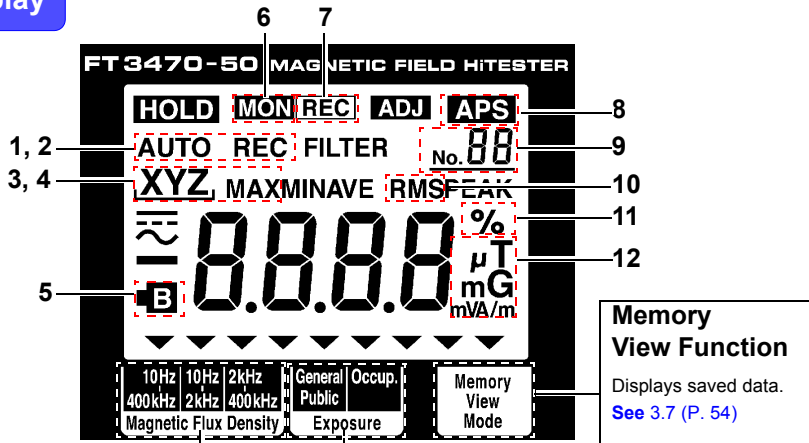 play
6
7
FT3470-50 MAGNETIC FIELD HiTESTER
HOLD MON REC ADJ APS
8
1, 2
AUTO REC FILTER No. 88
9
3, 4
XYZ MAXMINAVE RMSPEAK
10
%
11
8.8.8.8
µT
mG
mVA/m
12
5
B
10Hz 400kHz
10Hz 2kHz
2kHz 400kHz
Magnetic Flux Density
General Public
Occup.
Exposure
Memory
View
Mode
Memory
View Function
Displays saved data.
See 3.7 (P. 54)